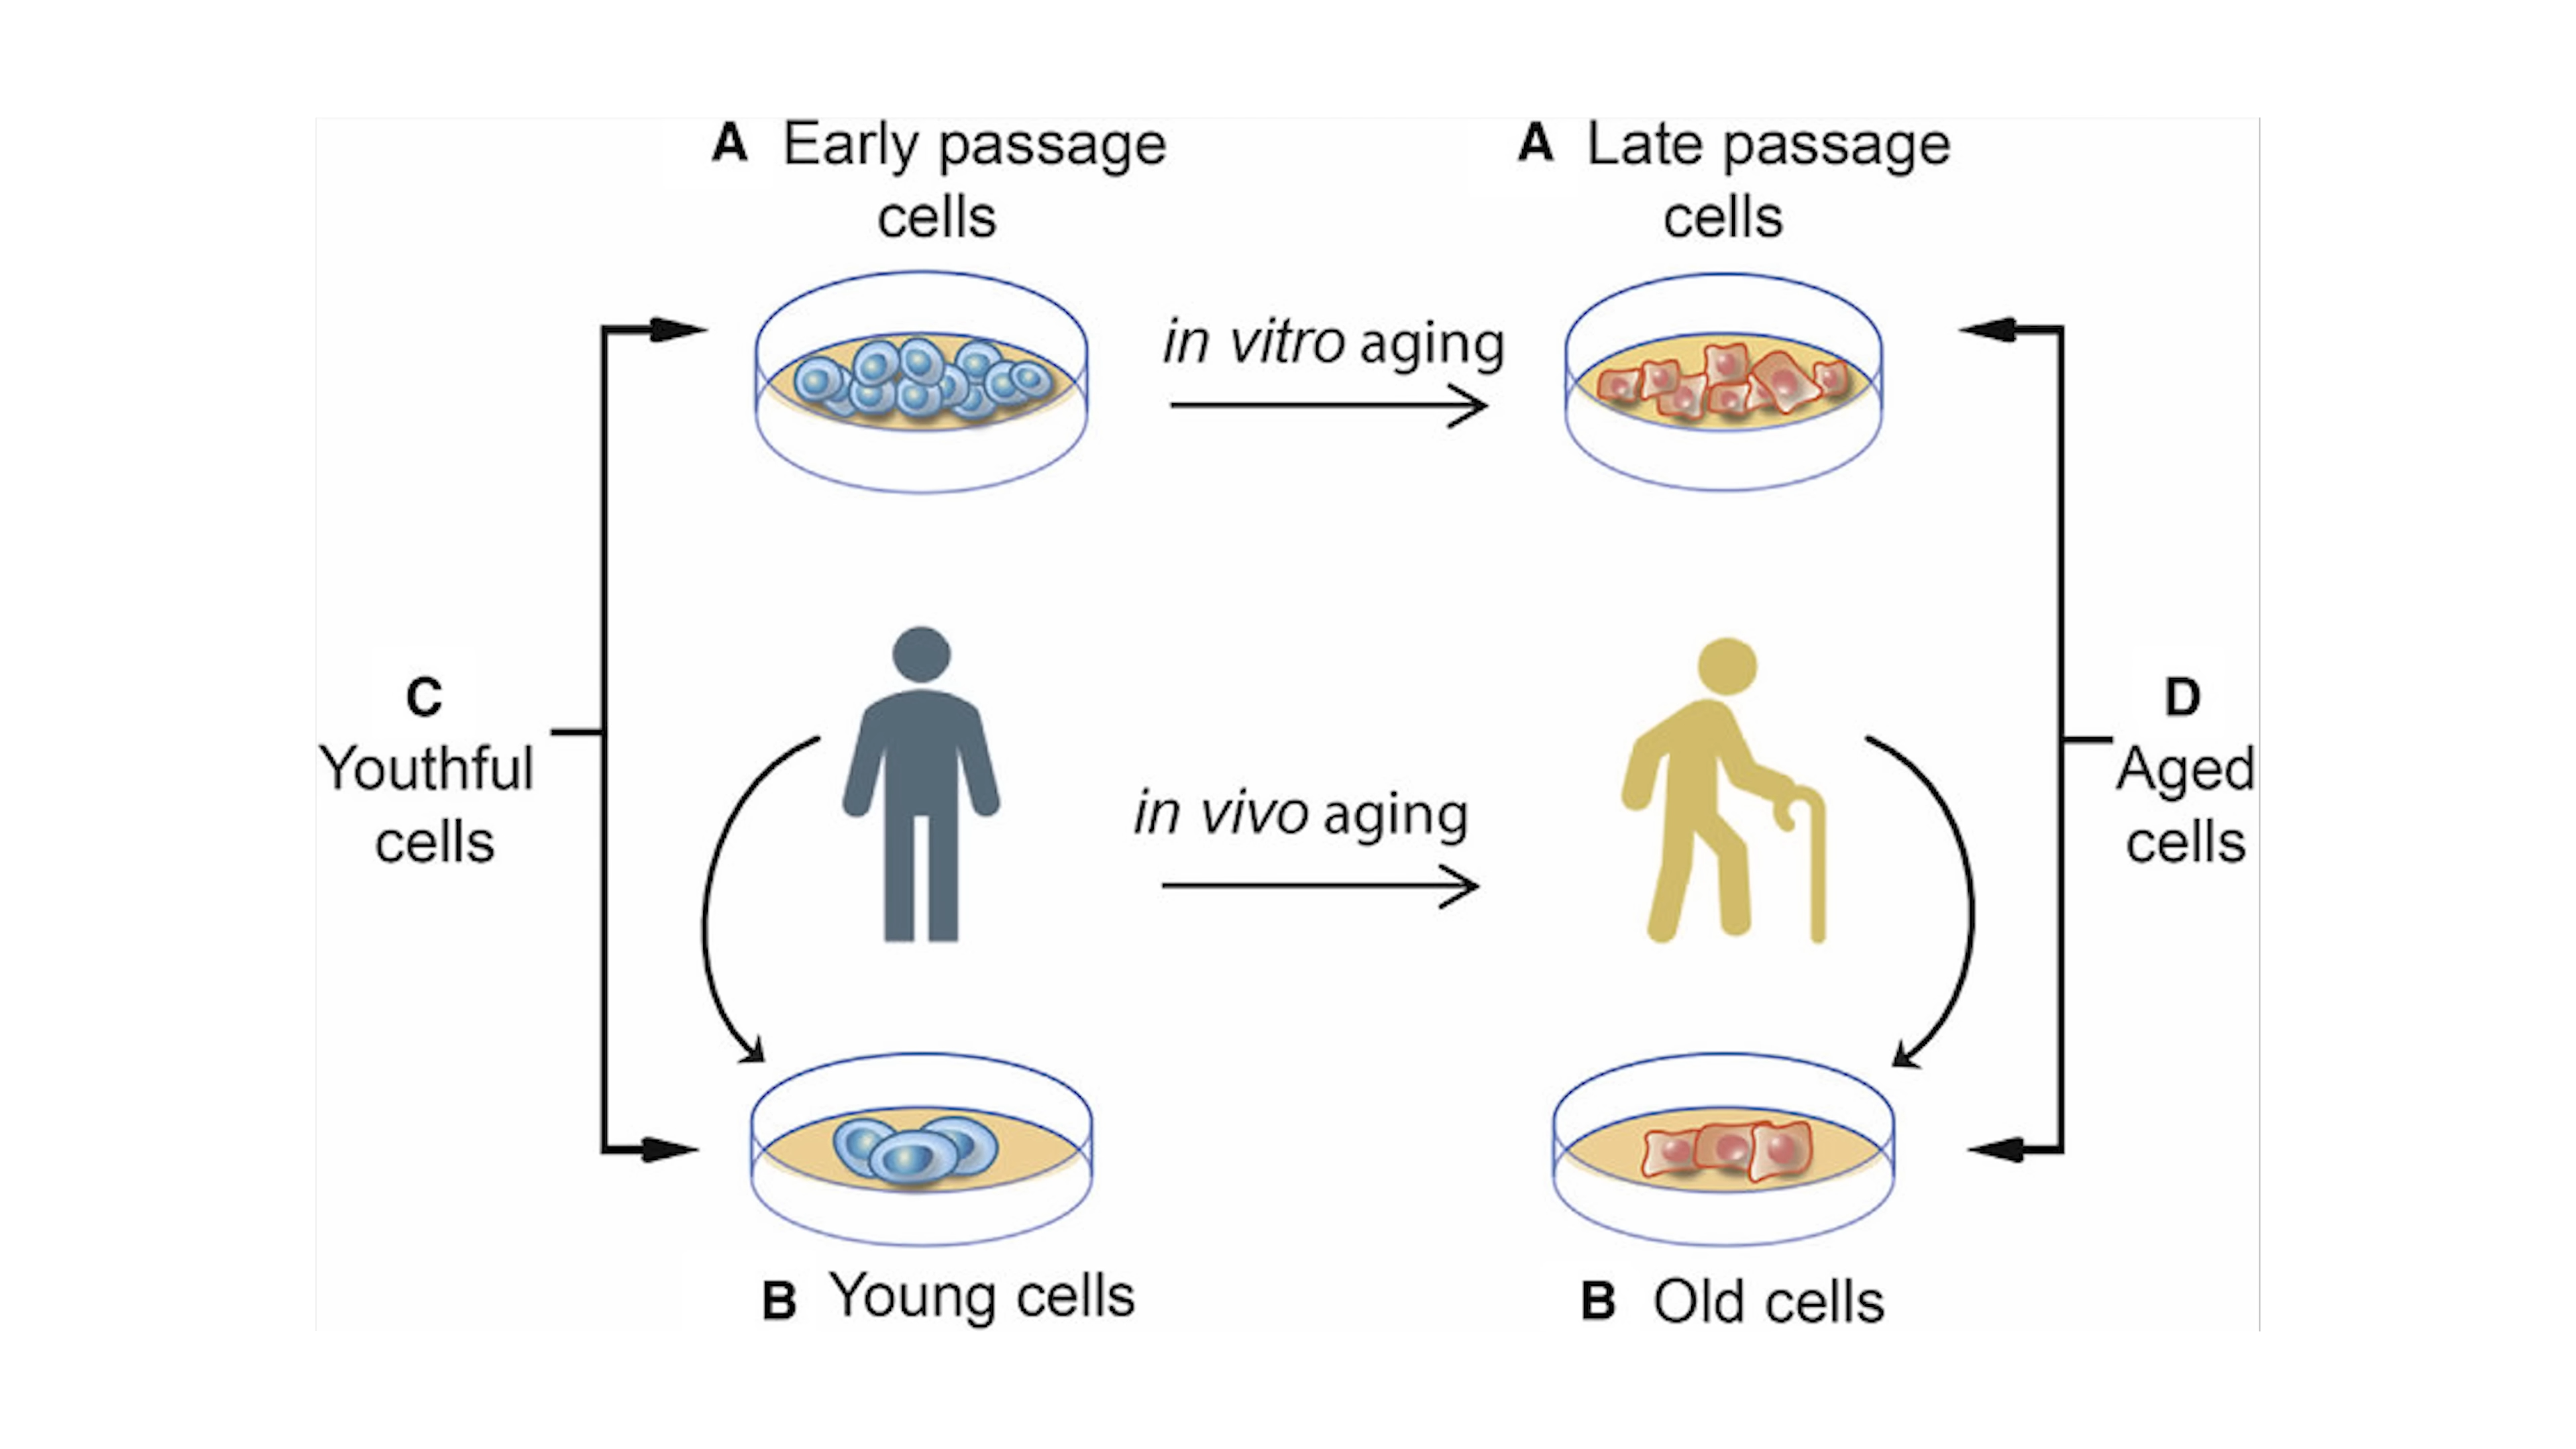 A Early passage
cells
A Late passage
cells
in vitro aging
C
Youthful
cells
in vivo aging
D
Aged
cells
B Young cells
B Old cells